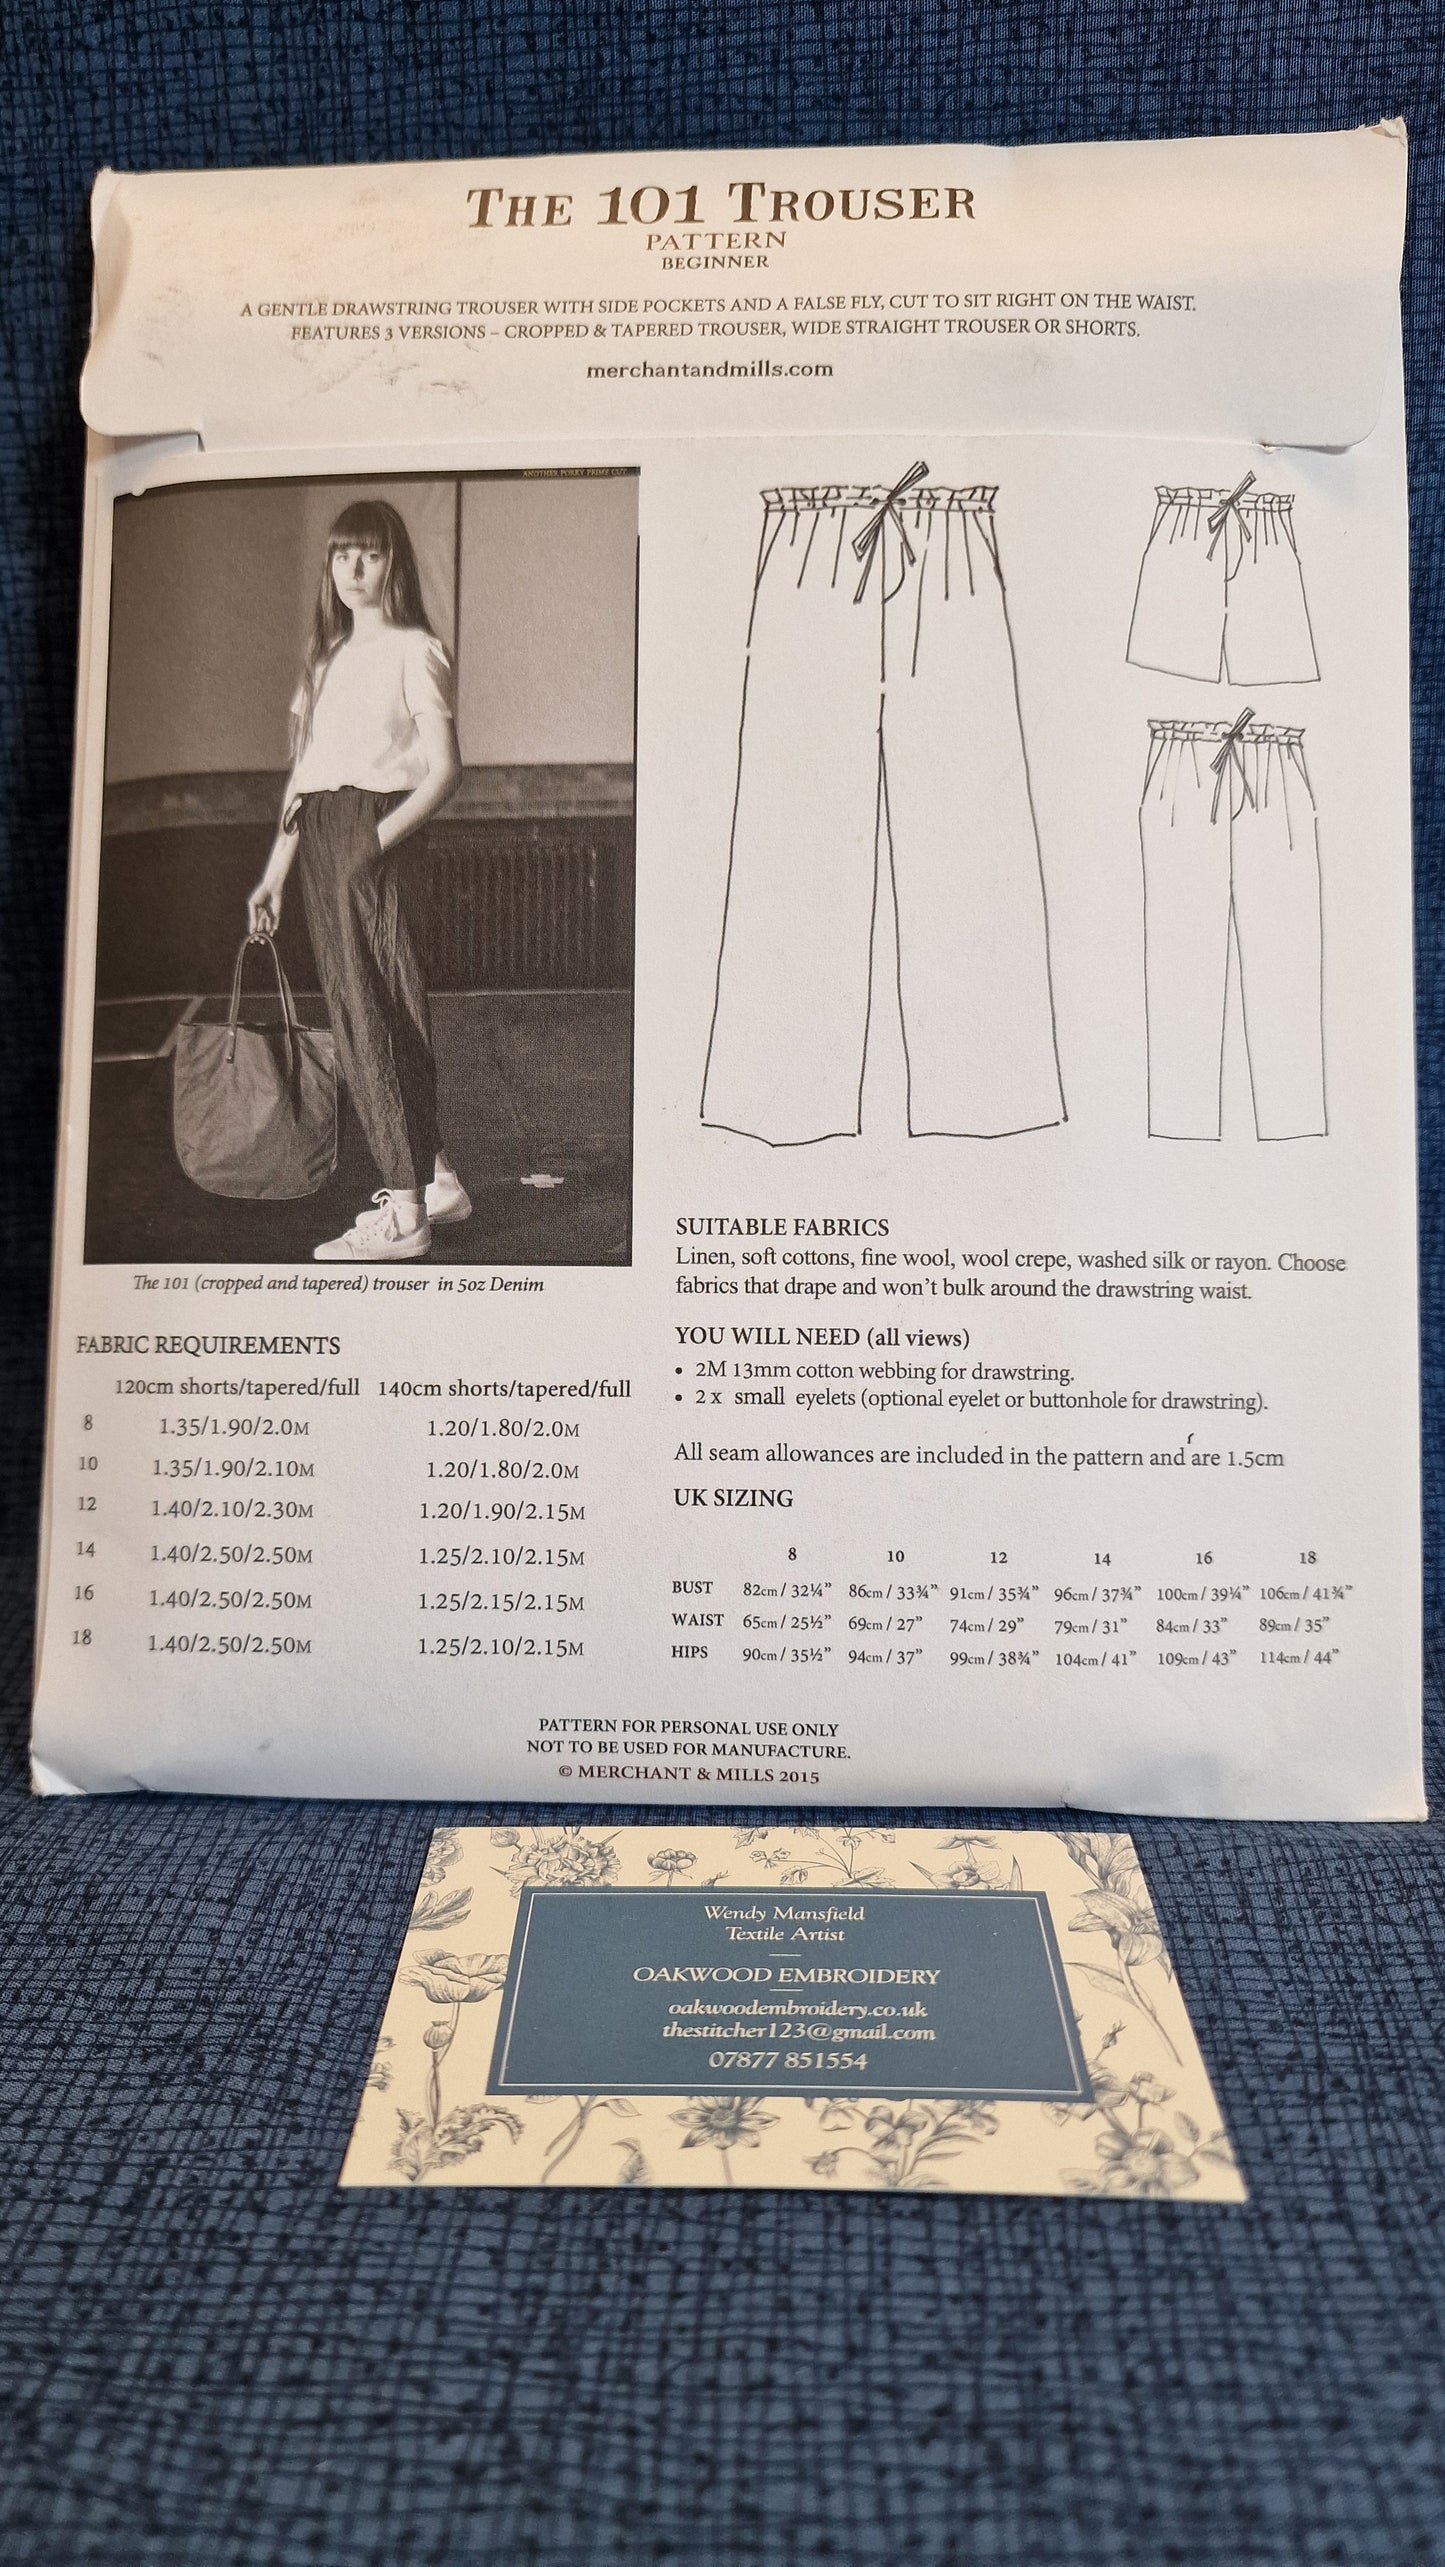 THE 101 TROUSER
PATTERN
BEGINNER
A GENTLE DRAWSTRING TROUSER WITH SIDE POCKETS AND A FALSE FLY, CUT TO SIT RIGHT ON THE WAIST.
FEATURES 3 VERSIONS – CROPPED & TAPERED TROUSER, WIDE STRAIGHT TROUSER OR SHORTS.
merchantandmills.com
ANOTHER PORKY PRIME CUT
The 101 (cropped and tapered) trouser in 5oz Denim
FABRIC REQUIREMENTS
120cm shorts/tapered/full 140cm shorts/tapered/full
8 1.35/1.90/2.0M 1.20/1.80/2.0M
10 1.35/1.90/2.10M 1.20/1.80/2.0M
12 1.40/2.10/2.30M 1.20/1.90/2.15M
14 1.40/2.50/2.50M 1.25/2.10/2.15M
16 1.40/2.50/2.50M 1.25/2.15/2.15M
18 1.40/2.50/2.50M 1.25/2.10/2.15M
SUITABLE FABRICS
Linen, soft cottons, fine wool, wool crepe, washed silk or rayon. Choose
fabrics that drape and won't bulk around the drawstring waist.
YOU WILL NEED (all views)
• 2M 13mm cotton webbing for drawstring.
• 2 x small eyelets (optional eyelet or buttonhole for drawstring).
All seam allowances are included in the pattern and are 1.5cm
UK SIZING
8 10 12 14 16 18
BUST 82cm / 32¼" 86cm / 33¾" 91cm / 35¾" 96cm / 37¾" 100cm / 39¼" 106cm / 41¾"
WAIST 65cm / 25½" 69cm / 27" 74cm / 29" 79cm / 31" 84cm / 33" 89cm / 35"
HIPS 90cm / 35½" 94cm / 37" 99cm / 38¾" 104cm / 41" 109cm / 43" 114cm / 44"
PATTERN FOR PERSONAL USE ONLY
NOT TO BE USED FOR MANUFACTURE.
© MERCHANT & MILLS 2015
Wendy Mansfield
Textile Artist
OAKWOOD EMBROIDERY
oakwoodembroidery.co.uk
thestitcher123@gmail.com
07877 851554